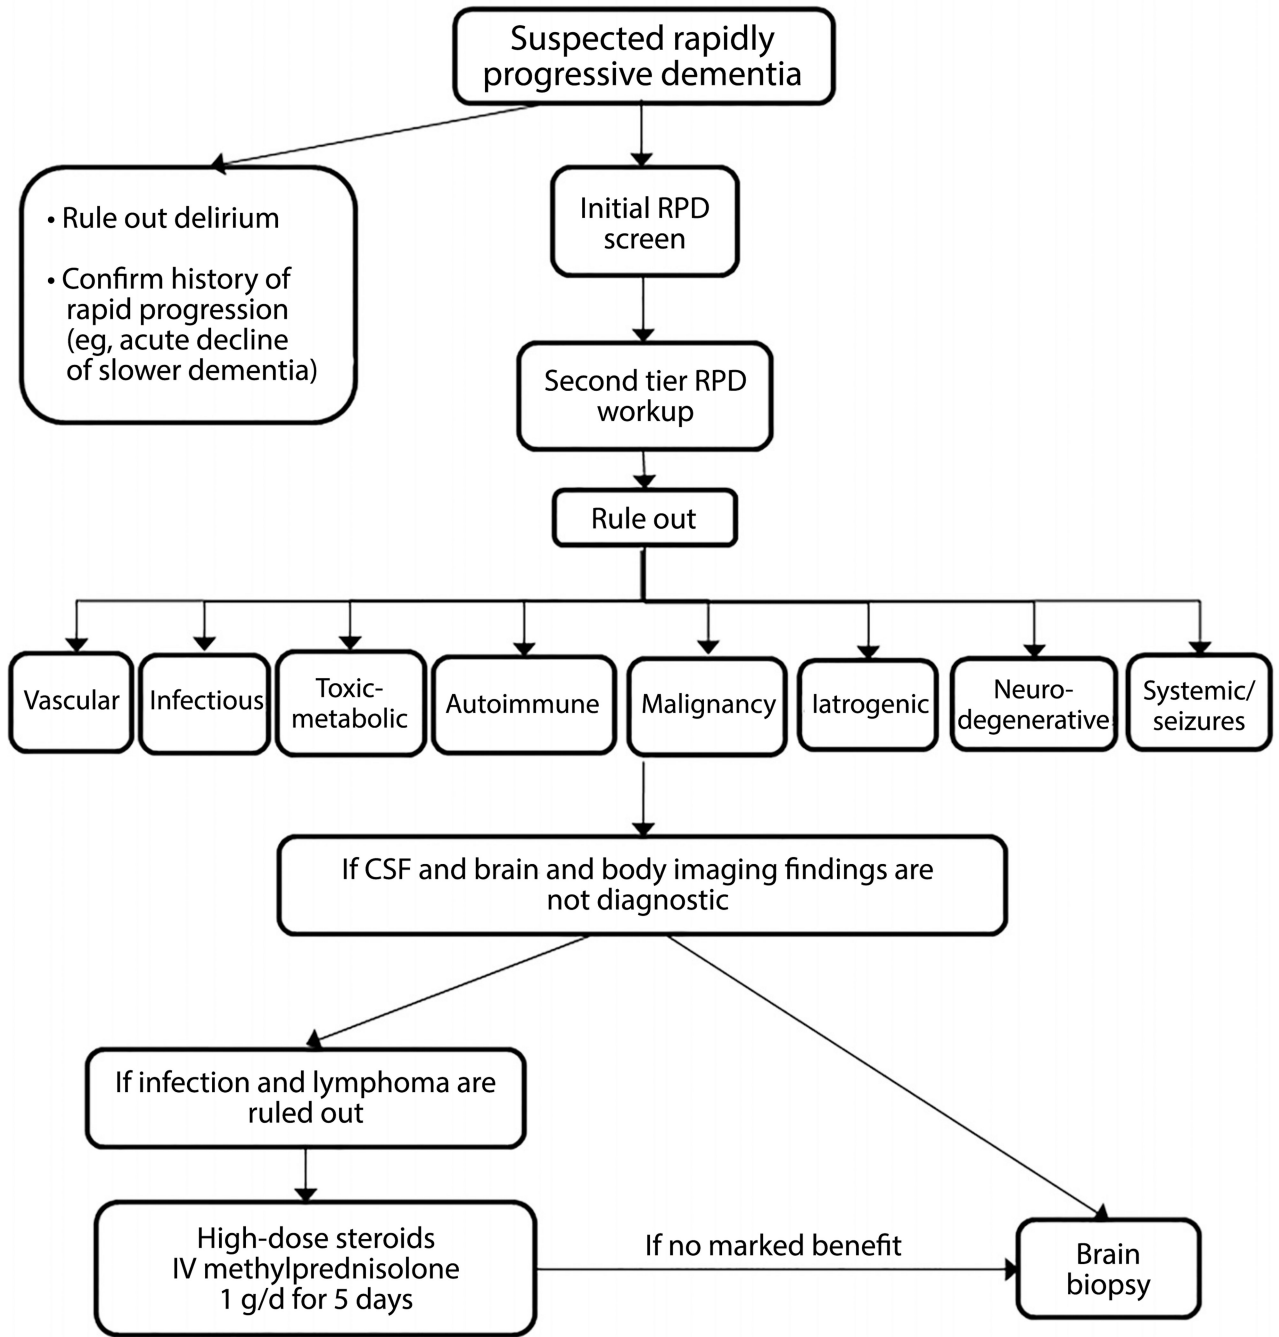 Suspected rapidly
progressive dementia
• Rule out delirium
• Confirm history of
rapid progression
(eg, acute decline
of slower dementia)
Initial RPD
screen
Second tier RPD
workup
Rule out
Vascular
Infectious
Toxic-
metabolic
Autoimmune
Malignancy
Iatrogenic
Neuro-
degenerative
Systemic/
seizures
If CSF and brain and body imaging findings are
not diagnostic
If infection and lymphoma are
ruled out
High-dose steroids
IV methylprednisolone
1 g/d for 5 days
If no marked benefit
Brain
biopsy